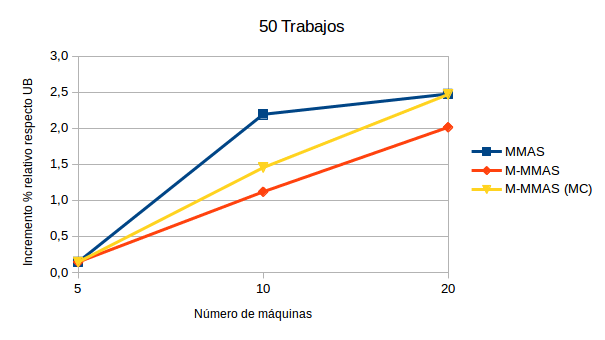 50 Trabajos
Incremento % relativo respecto UB
3,0
2,5
2,0
1,5
1,0
0,5
0,0
5
10
20
Número de máquinas
MMAS
M-MMAS
M-MMAS (MC)